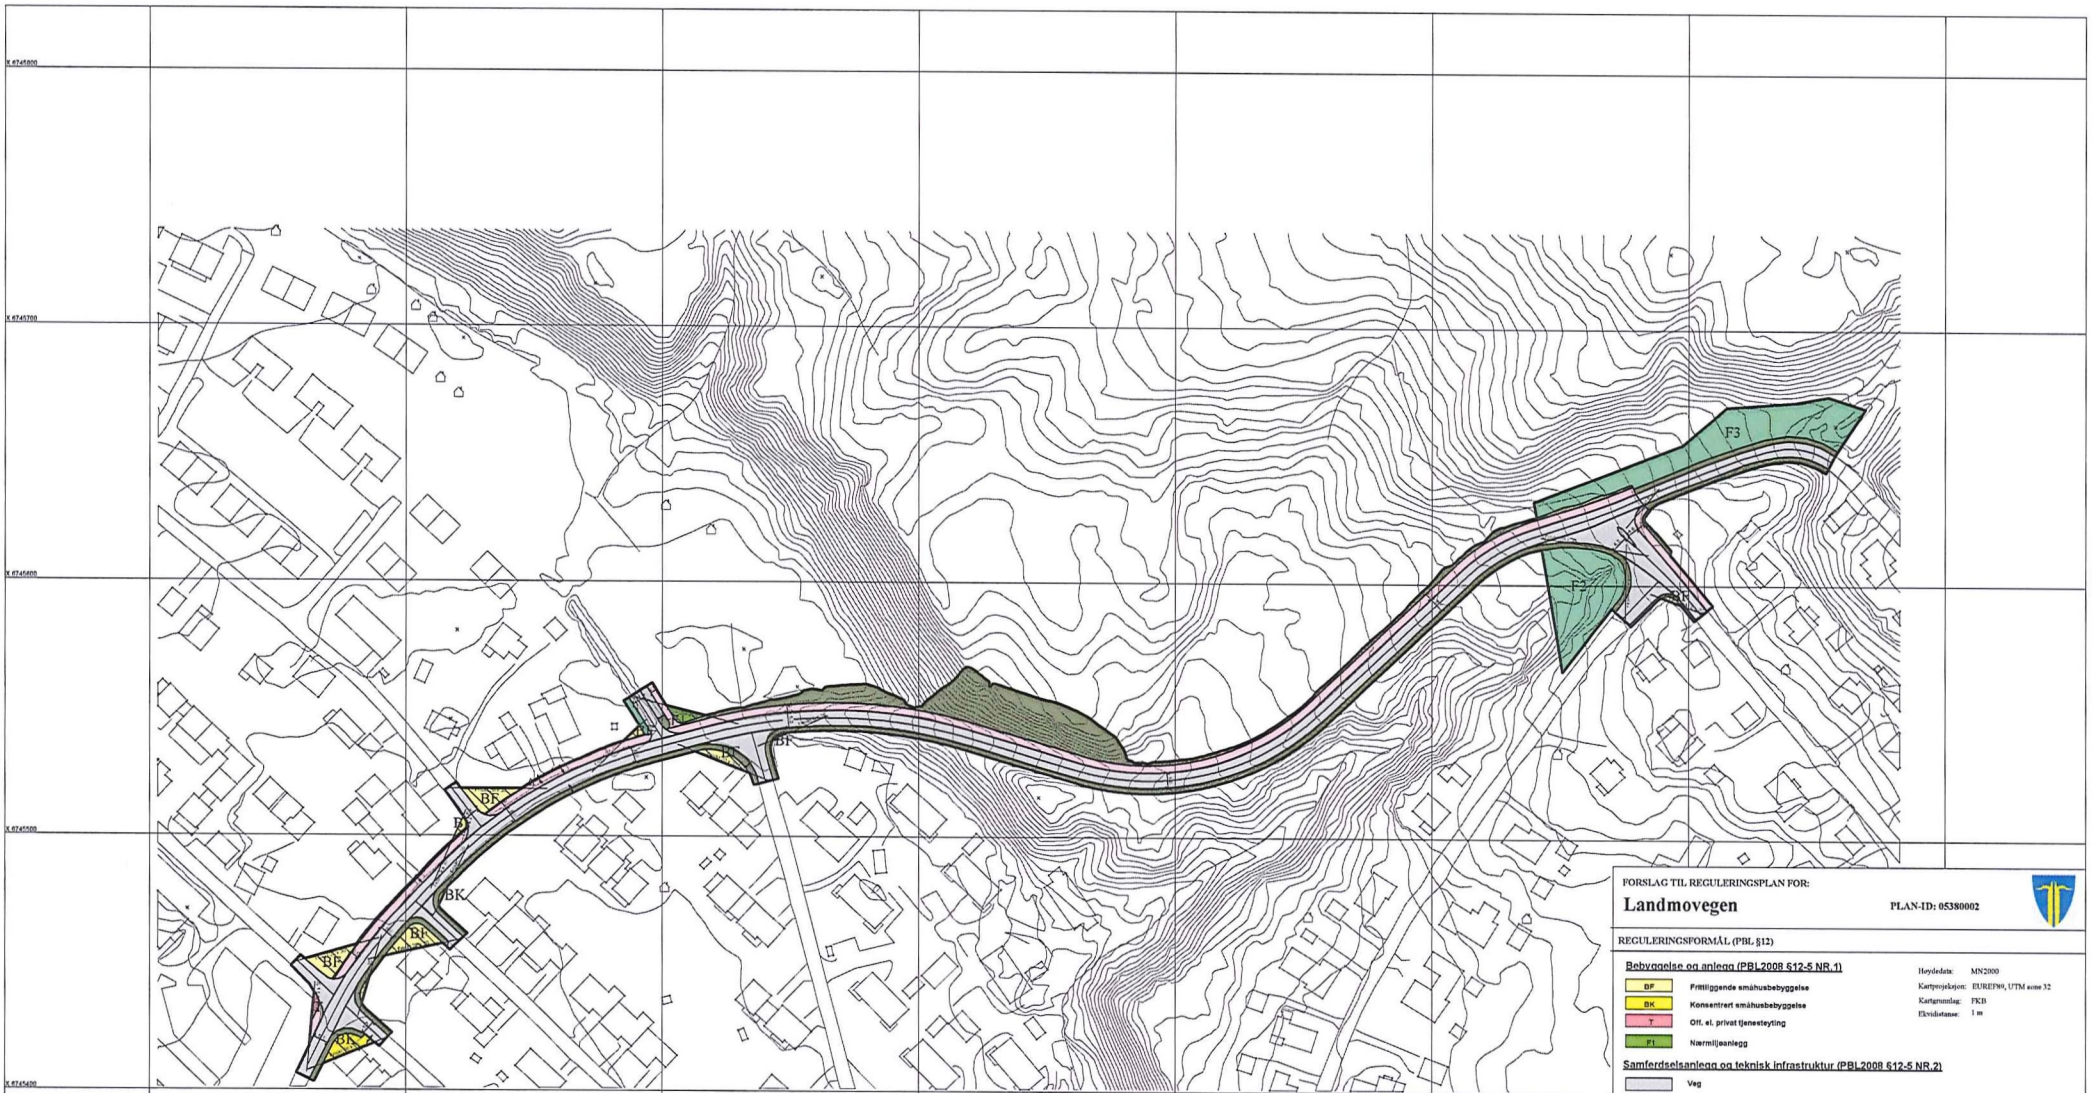 X 6745800
X 6745700
X 6745600
X 6745500
X 6745400
F3
F2
BF
F1
BF
BF
BF
BK
BF
BF
T
BK
FORSLAG TIL REGULERINGSPLAN FOR:
Landmovegen PLAN-ID: 05380002
REGULERINGSFORMÅL (PBL §12)
Bebyggelse og anlegg (PBL2008 §12-5 NR.1)
BF Frittliggende småhusbebyggelse
BK Konsentrert småhusbebyggelse
T Off. el. privat tjenesteyting
F1 Nærmiljøanlegg
Samferdselsanlegg og teknisk infrastruktur (PBL2008 §12-5 NR.2)
Veg
Høydedata: MN2000
Kartprojeksjon: EUREF89, UTM sone 32
Kartgrunnlag: FKB
Ekvidistanse: 1 m